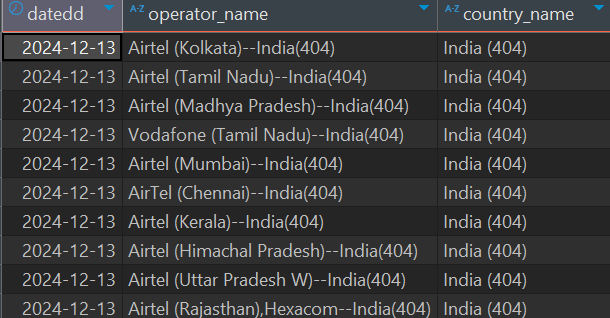 datedd A-Z operator_name A-Z country_name
2024-12-13 Airtel (Kolkata)--India(404) India (404)
2024-12-13 Airtel (Tamil Nadu)--India(404) India (404)
2024-12-13 Airtel (Madhya Pradesh)--India(404) India (404)
2024-12-13 Vodafone (Tamil Nadu)--India(404) India (404)
2024-12-13 Airtel (Mumbai)--India(404) India (404)
2024-12-13 AirTel (Chennai)--India(404) India (404)
2024-12-13 Airtel (Kerala)--India(404) India (404)
2024-12-13 Airtel (Himachal Pradesh)--India(404) India (404)
2024-12-13 Airtel (Uttar Pradesh W)--India(404) India (404)
2024-12-13 Airtel (Rajasthan),Hexacom--India(404) India (404)